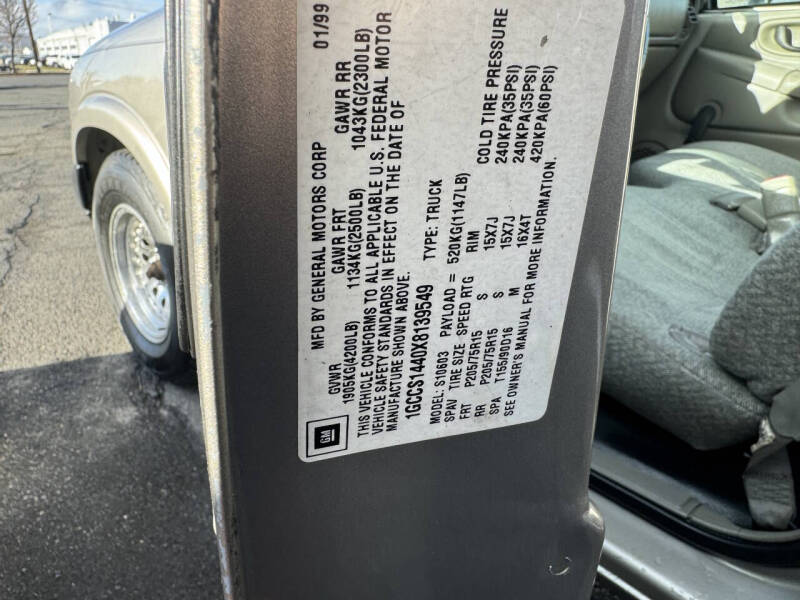 MFD BY GENERAL MOTORS CORP 01/99
GVWR GAWR FRT GAWR RR
1905KG(4200LB) 1134KG(2500LB) 1043KG(2300LB)
THIS VEHICLE CONFORMS TO ALL APPLICABLE U.S. FEDERAL MOTOR
VEHICLE SAFETY STANDARDS IN EFFECT ON THE DATE OF
MANUFACTURE SHOWN ABOVE.
1GCCS1440X8139549 TYPE: TRUCK
MODEL: S10603 PAYLOAD = 520KG(1147LB)
SPAV TIRE SIZE SPEED RTG RIM COLD TIRE PRESSURE
FRT P205/75R15 S 15X7J 240KPA(35PSI)
RR P205/75R15 S 15X7J 240KPA(35PSI)
SPA T155/90D16 M 16X4T 420KPA(60PSI)
SEE OWNER'S MANUAL FOR MORE INFORMATION.
GM